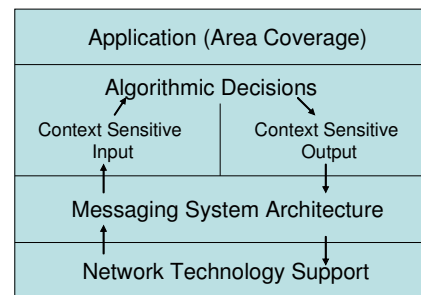 Application (Area Coverage)
Algorithmic Decisions
Context Sensitive
Input
Context Sensitive
Output
Messaging System Architecture
Network Technology Support